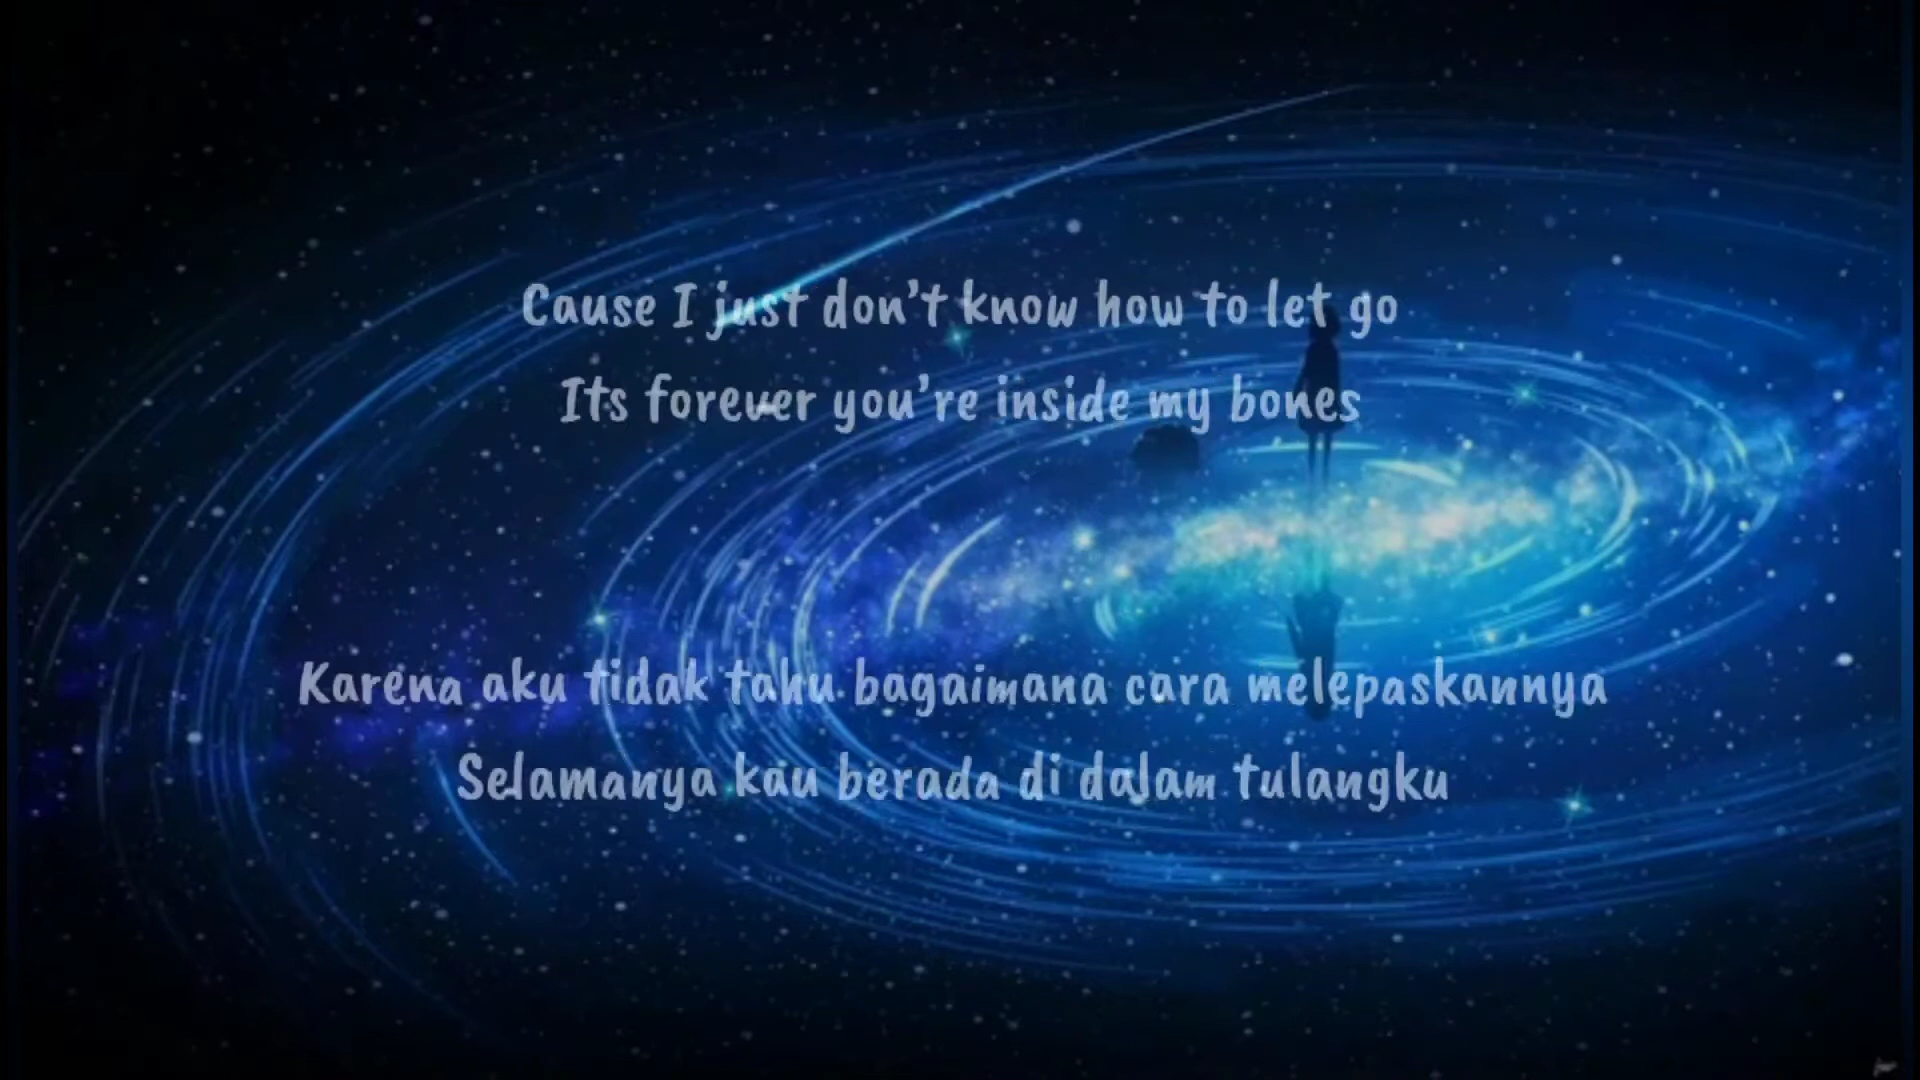 Cause I just don't know how to let go
Its forever you're inside my bones
Karena aku tidak tahu bagaimana cara melepaskannya
Selamanya kau berada di dalam tulangku